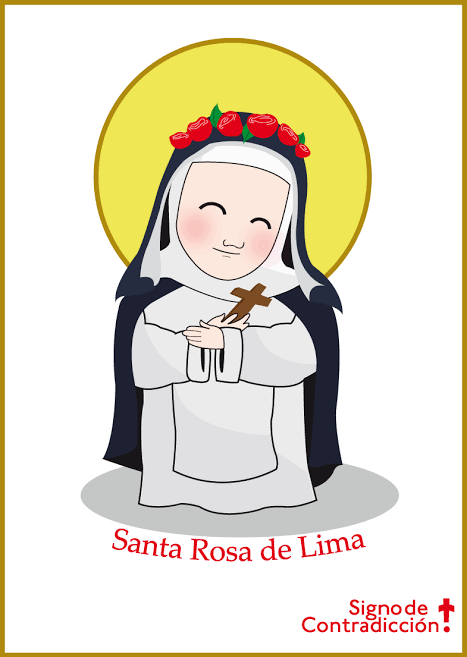 Santa Rosa de Lima
Signo de
Contradicción!